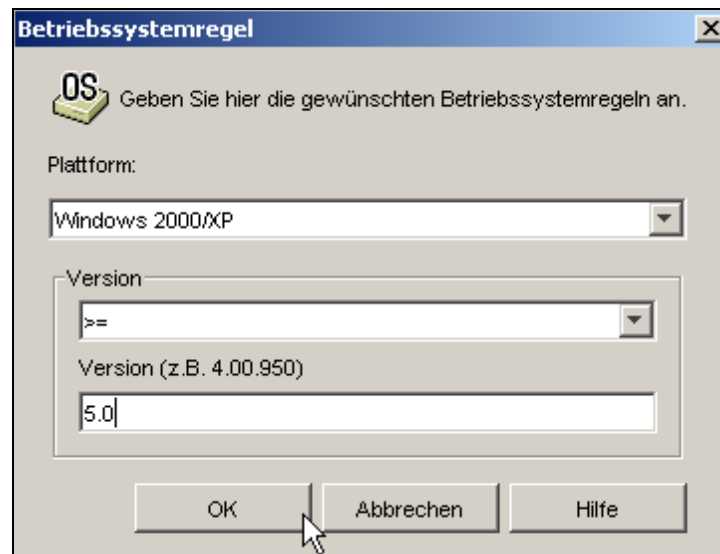 Betriebssystemregel
OS
Geben Sie hier die gewünschten Betriebssystemregeln an.
Plattform:
Windows 2000/XP
Version
>=
Version (z.B. 4.00.950)
5.0
OK
Abbrechen
Hilfe